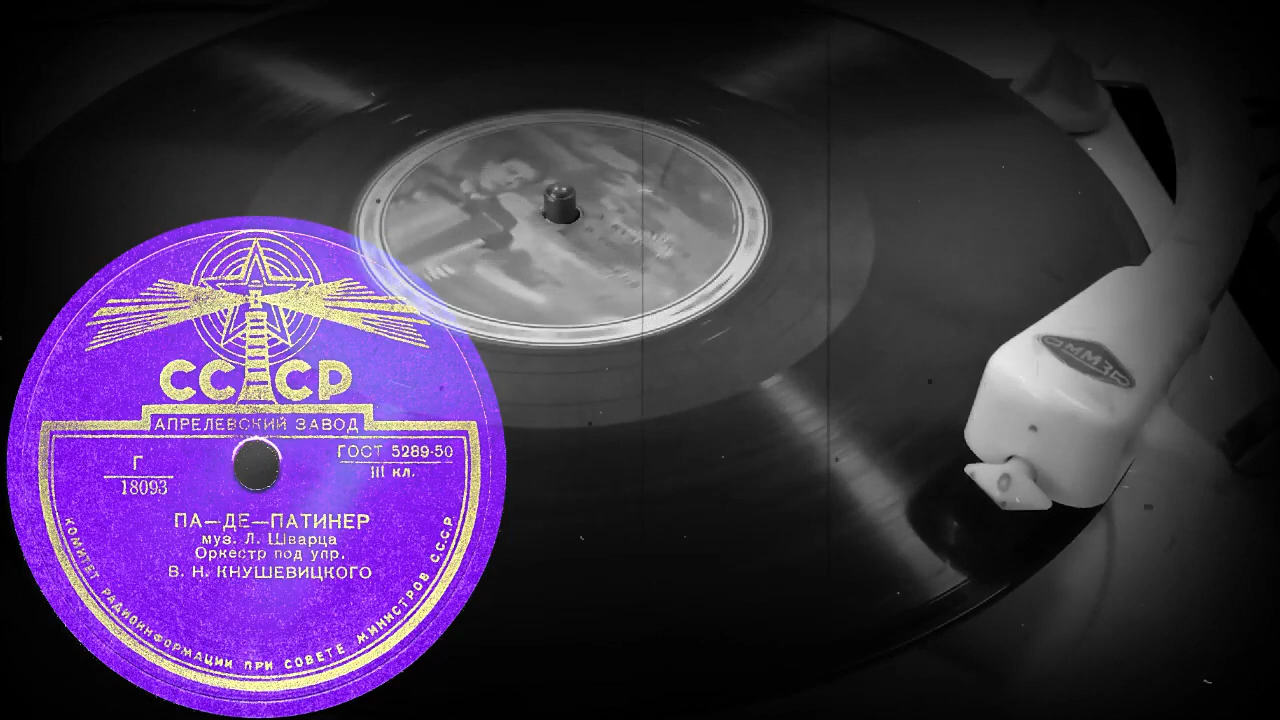 СССР
АПРЕЛЕВСКИЙ ЗАВОД
Г
18093
ГОСТ 5289-50
III кл.
ПА—ДЕ—ПАТИНЕР
муз. Л. Шварца
Оркестр под упр.
В. Н. КНУШЕВИЦКОГО
КОМИТЕТ РАДИОИНФОРМАЦИИ ПРИ СОВЕТЕ МИНИСТРОВ СССР